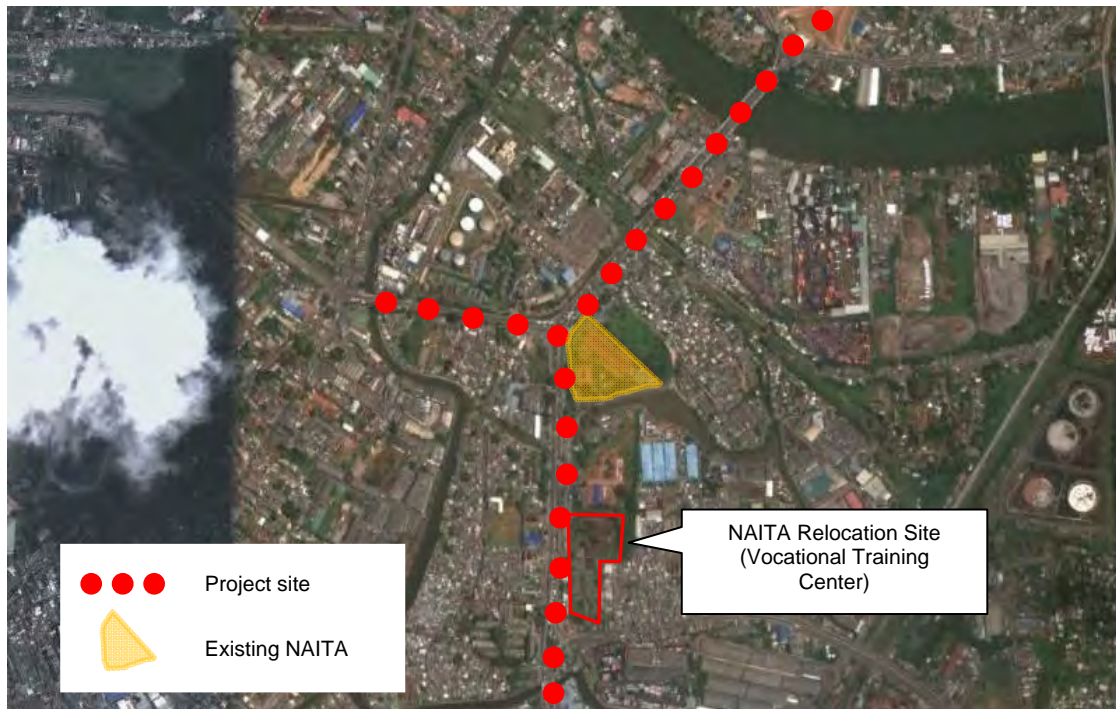 NAITA Relocation Site
(Vocational Training
Center)
Project site
Existing NAITA